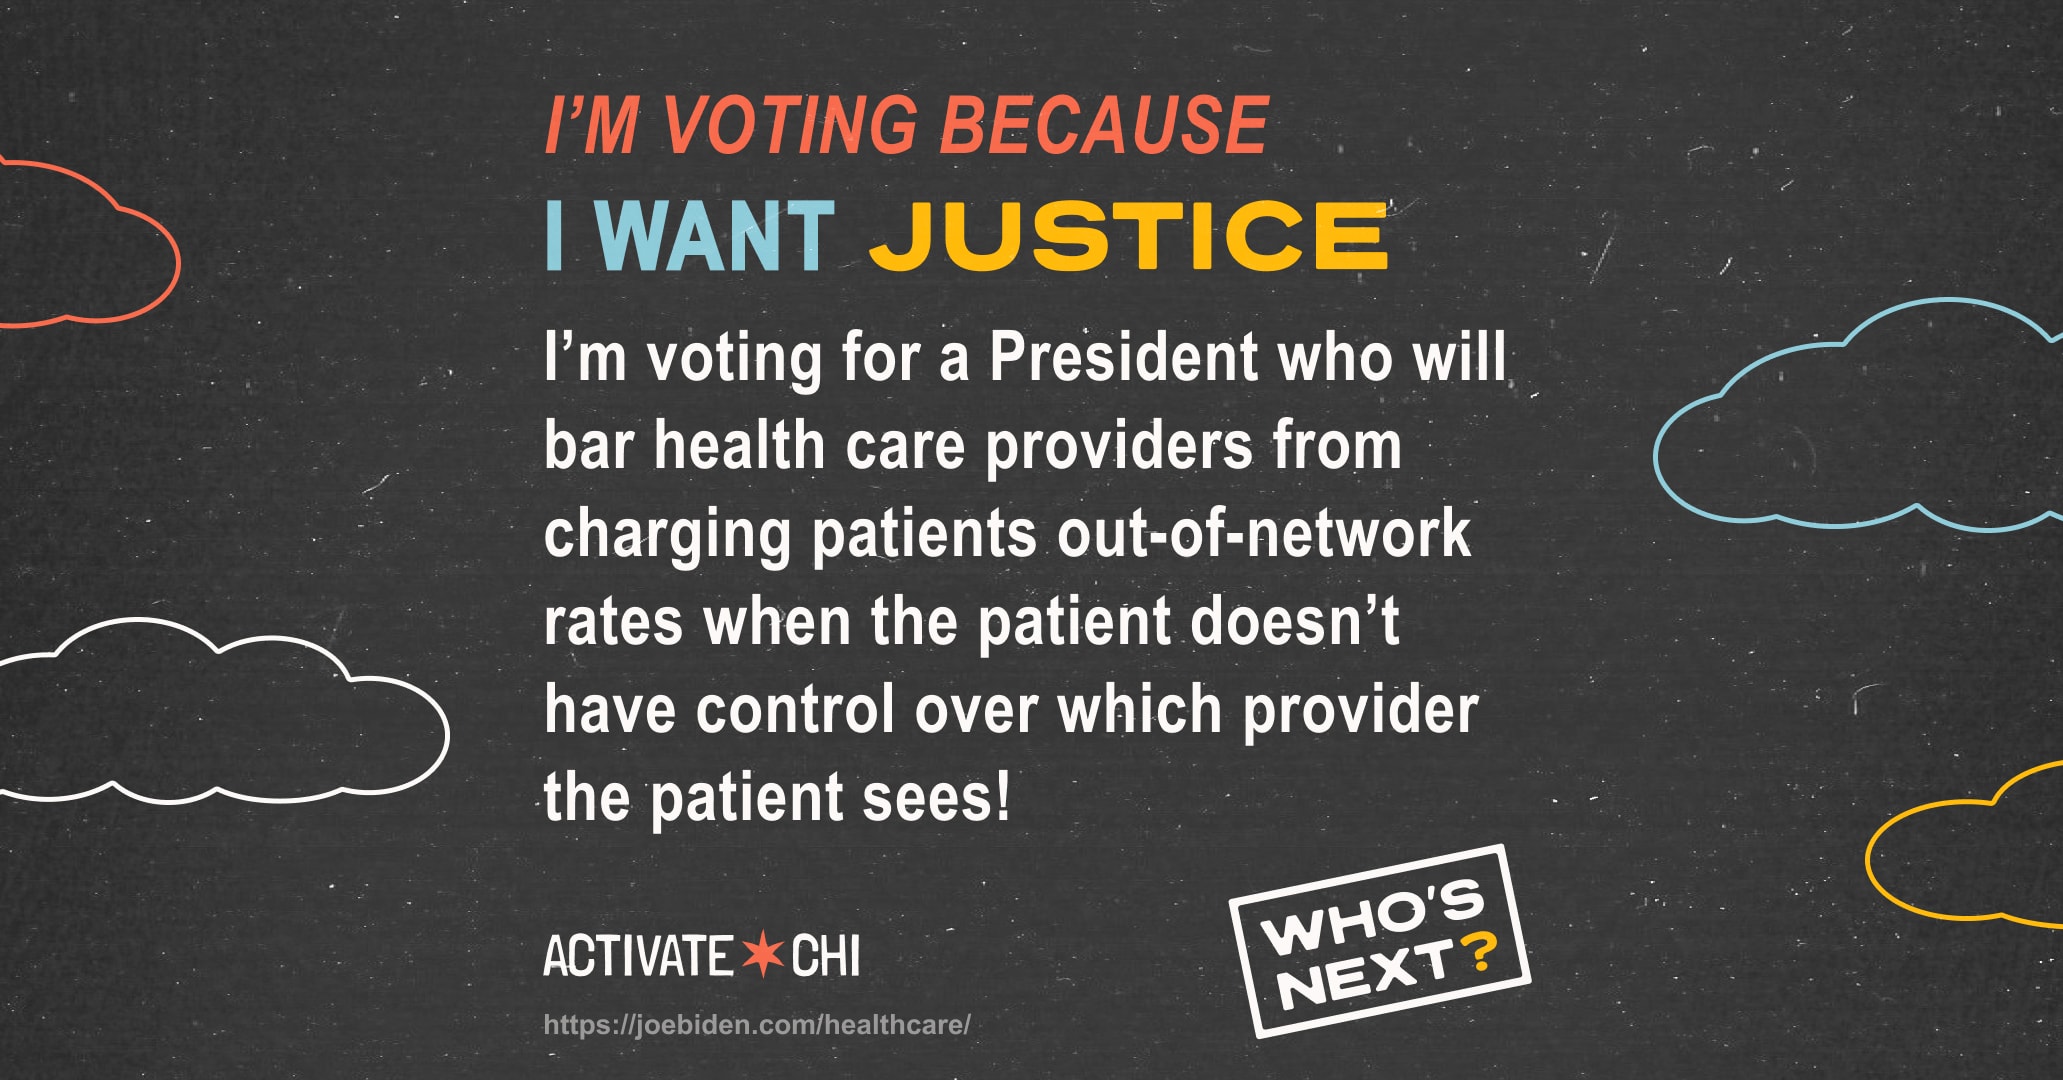 I’M VOTING BECAUSE
I WANT JUSTICE
I’m voting for a President who will
bar health care providers from
charging patients out-of-network
rates when the patient doesn’t
have control over which provider
the patient sees!
ACTIVATE CHI
https://joebiden.com/healthcare/
WHO’S
NEXT?